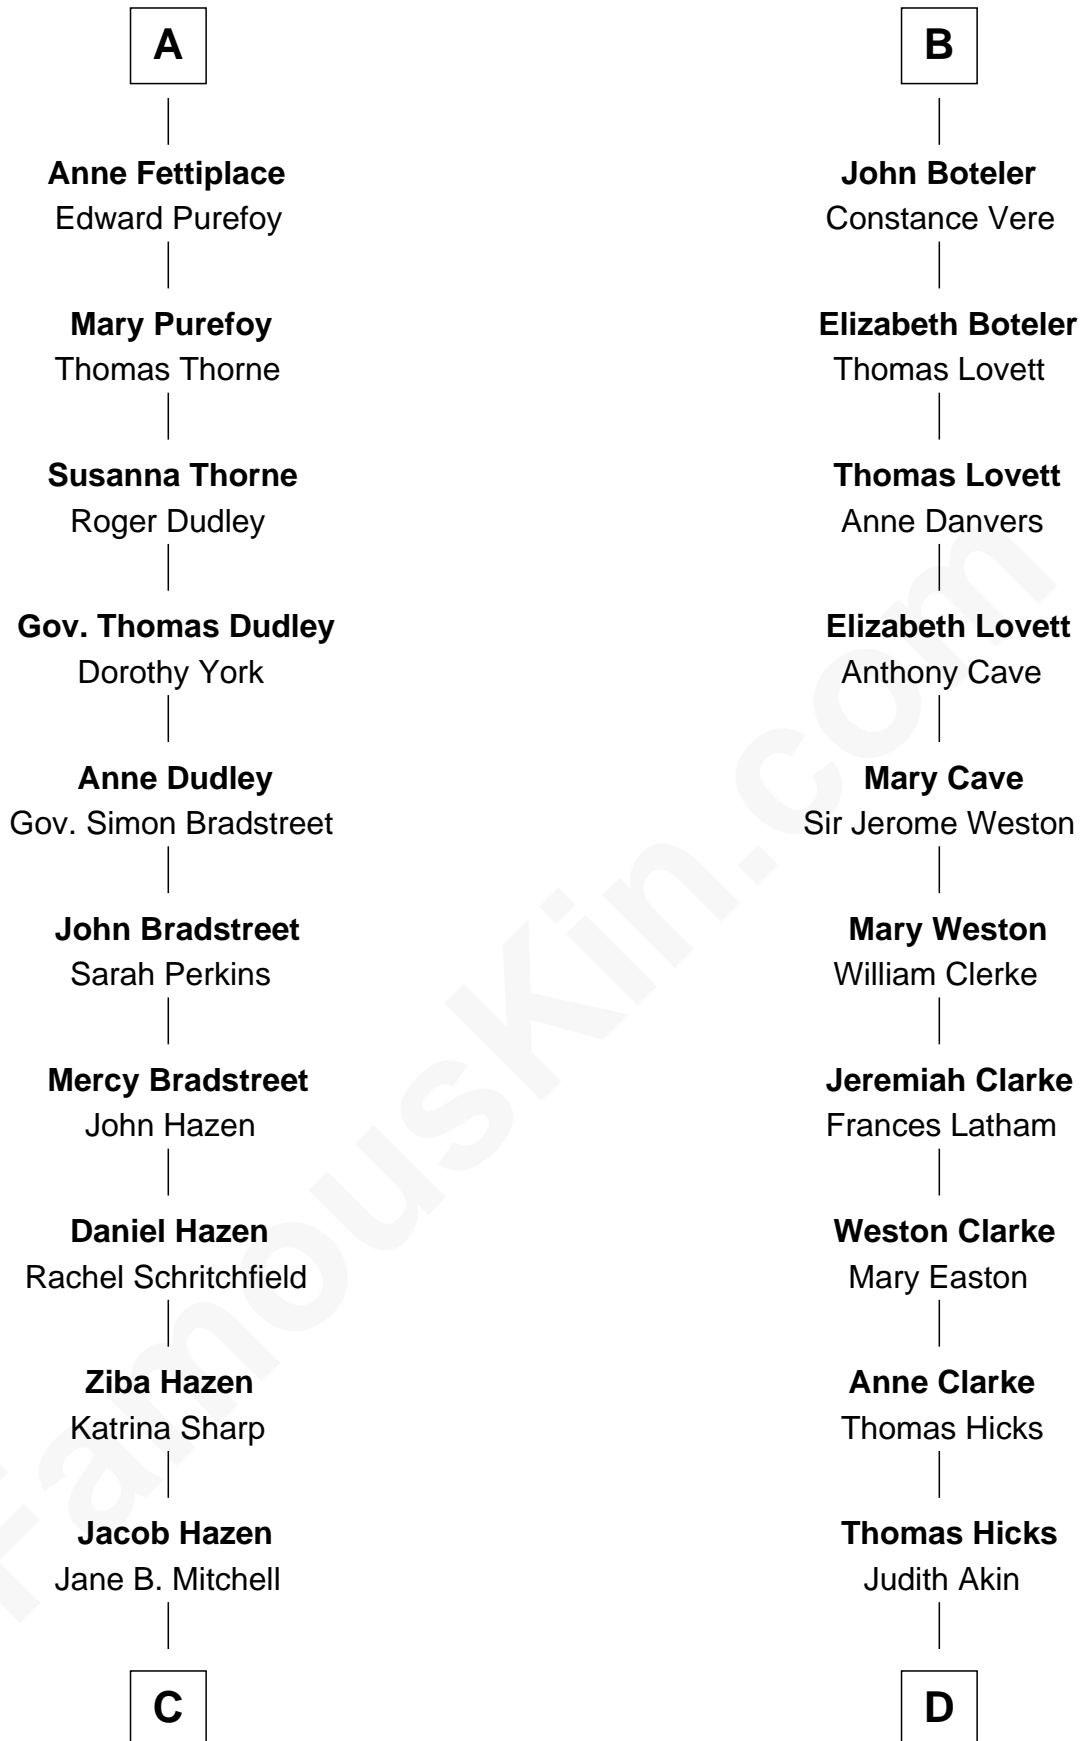 A
Anne Fettiplace
Edward Purefoy
Mary Purefoy
Thomas Thorne
Susanna Thorne
Roger Dudley
Gov. Thomas Dudley
Dorothy York
Anne Dudley
Gov. Simon Bradstreet
John Bradstreet
Sarah Perkins
Mercy Bradstreet
John Hazen
Daniel Hazen
Rachel Schritchfield
Ziba Hazen
Katrina Sharp
Jacob Hazen
Jane B. Mitchell
C
B
John Boteler
Constance Vere
Elizabeth Boteler
Thomas Lovett
Thomas Lovett
Anne Danvers
Elizabeth Lovett
Anthony Cave
Mary Cave
Sir Jerome Weston
Mary Weston
William Clerke
Jeremiah Clarke
Frances Latham
Weston Clarke
Mary Easton
Anne Clarke
Thomas Hicks
Thomas Hicks
Judith Akin
D
FamousKin.com